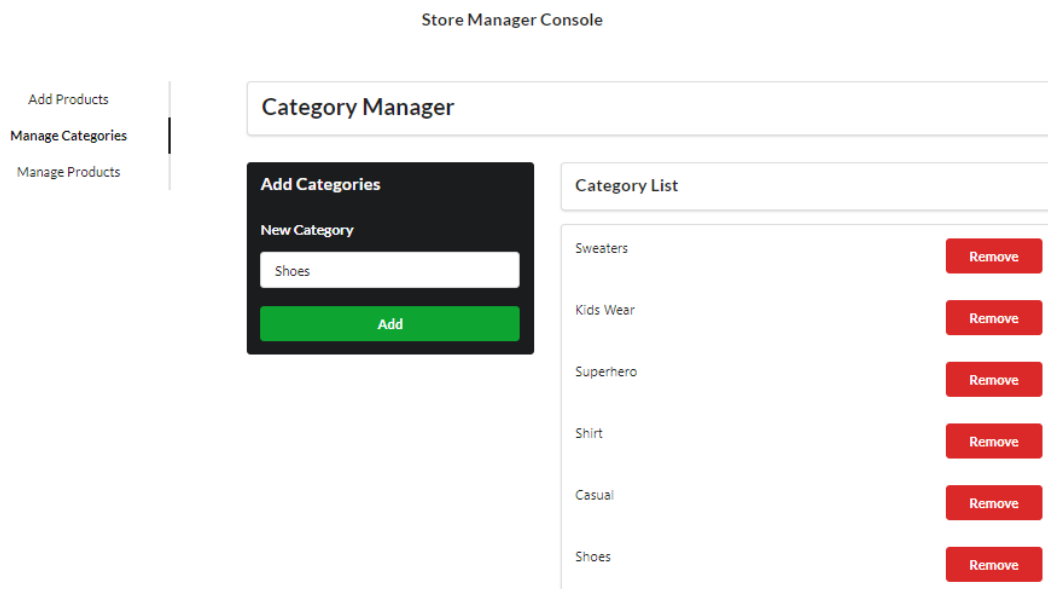 Store Manager Console
Add Products
Manage Categories
Manage Products
Category Manager
Add Categories
New Category
Shoes
Add
Category List
Sweaters
Remove
Kids Wear
Remove
Superhero
Remove
Shirt
Remove
Casual
Remove
Shoes
Remove